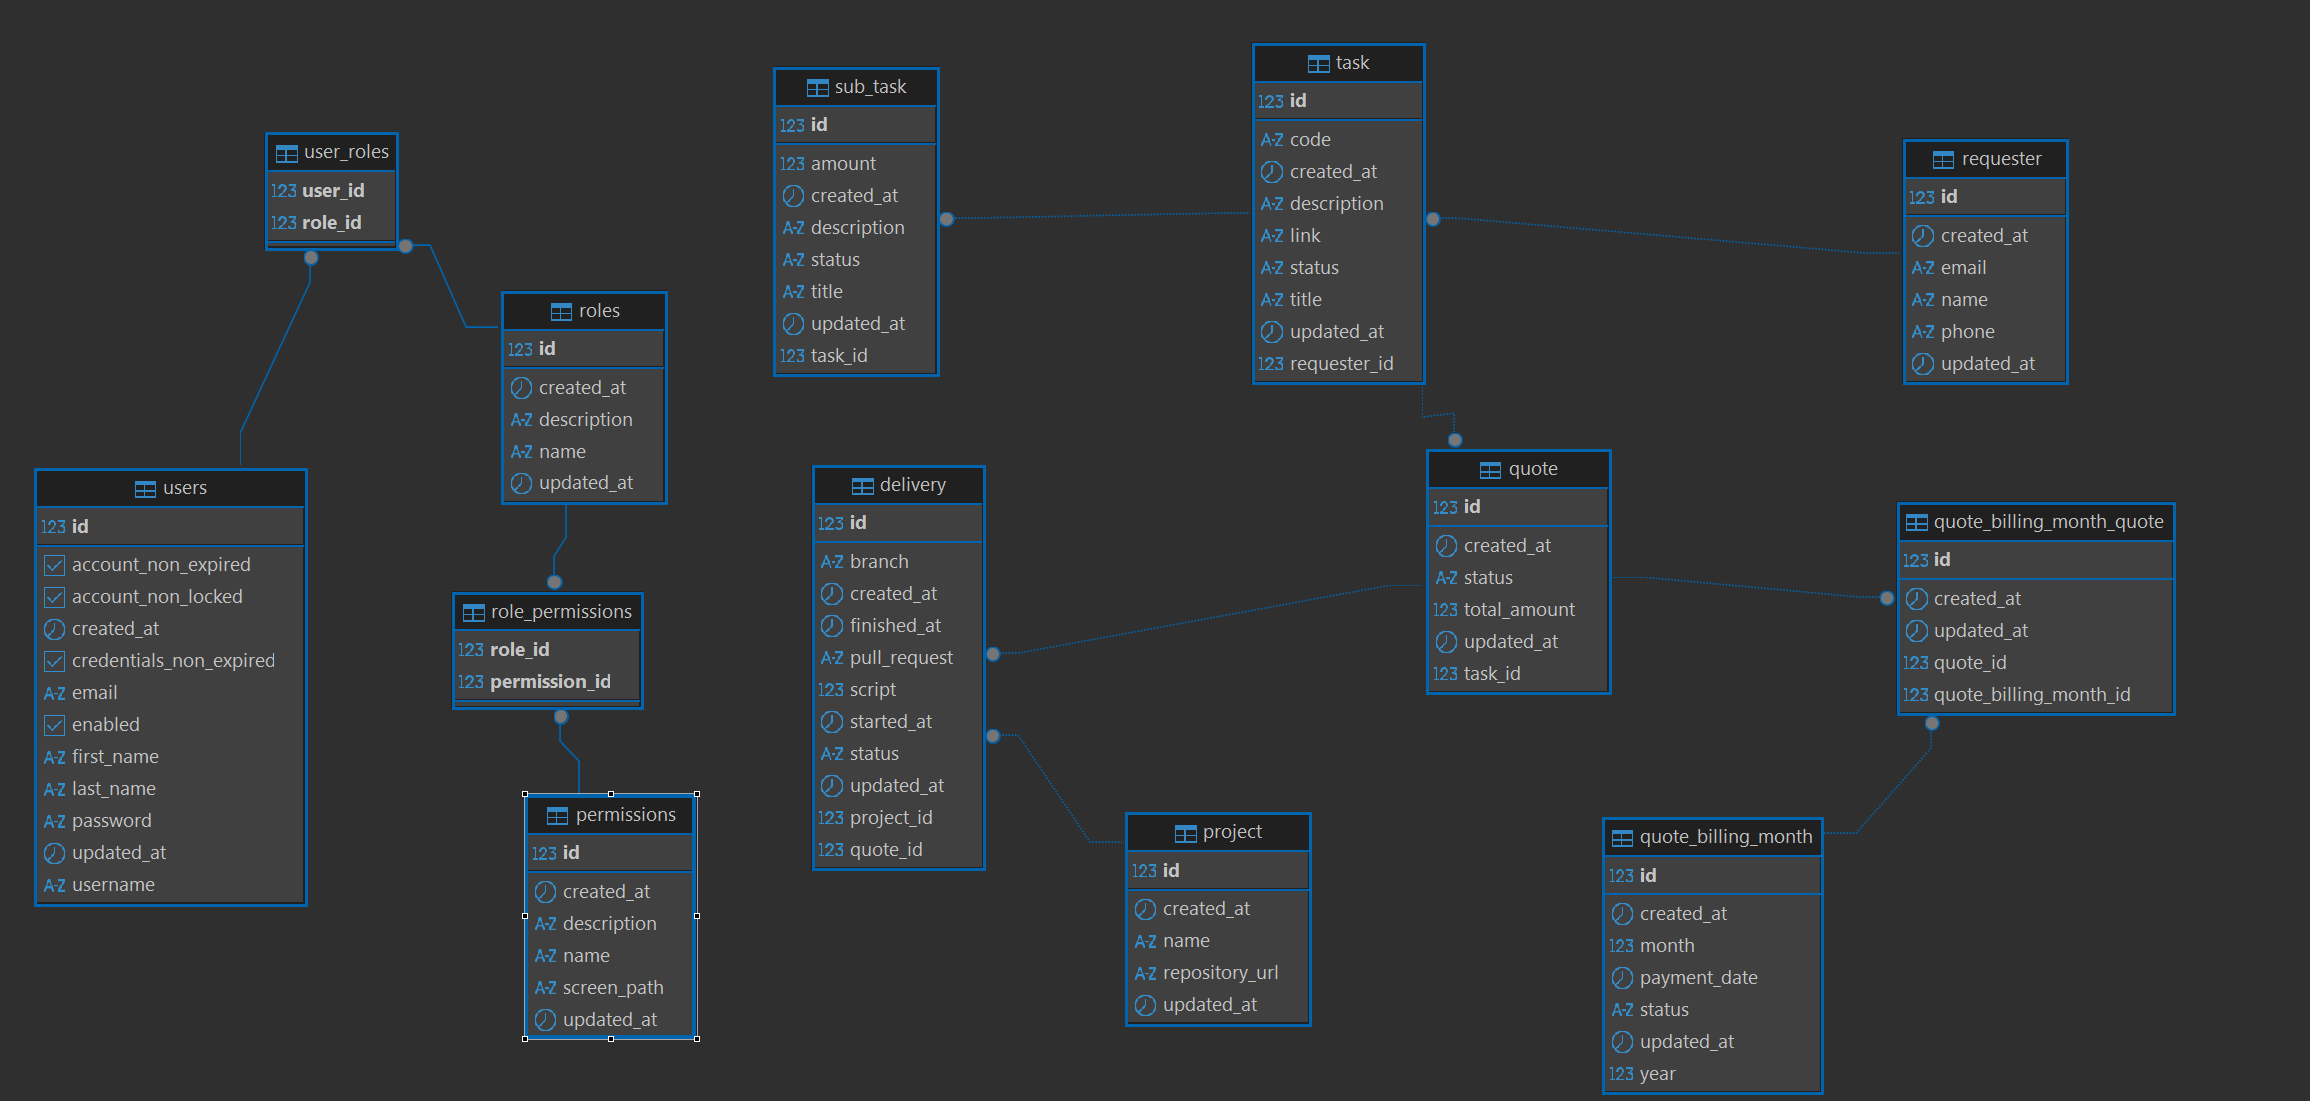 user_roles
123 user_id
123 role_id
roles
123 id
created_at
A-Z description
A-Z name
updated_at
users
123 id
account_non_expired
account_non_locked
created_at
credentials_non_expired
A-Z email
enabled
A-Z first_name
A-Z last_name
A-Z password
updated_at
A-Z username
role_permissions
123 role_id
123 permission_id
permissions
123 id
created_at
A-Z description
A-Z name
A-Z screen_path
updated_at
sub_task
123 id
123 amount
created_at
A-Z description
A-Z status
A-Z title
updated_at
123 task_id
task
123 id
A-Z code
created_at
A-Z description
A-Z link
A-Z status
A-Z title
updated_at
123 requester_id
requester
123 id
created_at
A-Z email
A-Z name
A-Z phone
updated_at
delivery
123 id
A-Z branch
created_at
finished_at
A-Z pull_request
123 script
started_at
A-Z status
updated_at
123 project_id
123 quote_id
quote
123 id
created_at
A-Z status
123 total_amount
updated_at
123 task_id
quote_billing_month_quote
123 id
created_at
updated_at
123 quote_id
123 quote_billing_month_id
project
123 id
created_at
A-Z name
A-Z repository_url
updated_at
quote_billing_month
123 id
created_at
123 month
payment_date
A-Z status
updated_at
123 year